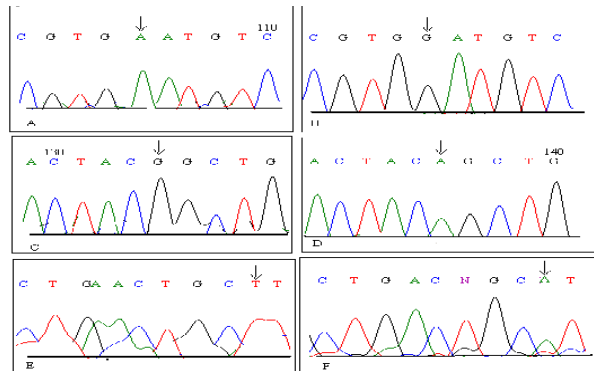 110
C G T G A A T G T C
A
C G T G G A T G T C
B
130
A C T A C G G C T G
C
140
A C T A C A G C T G
D
C T G A A C T G C T T
E
C T G A C N G C A T
F